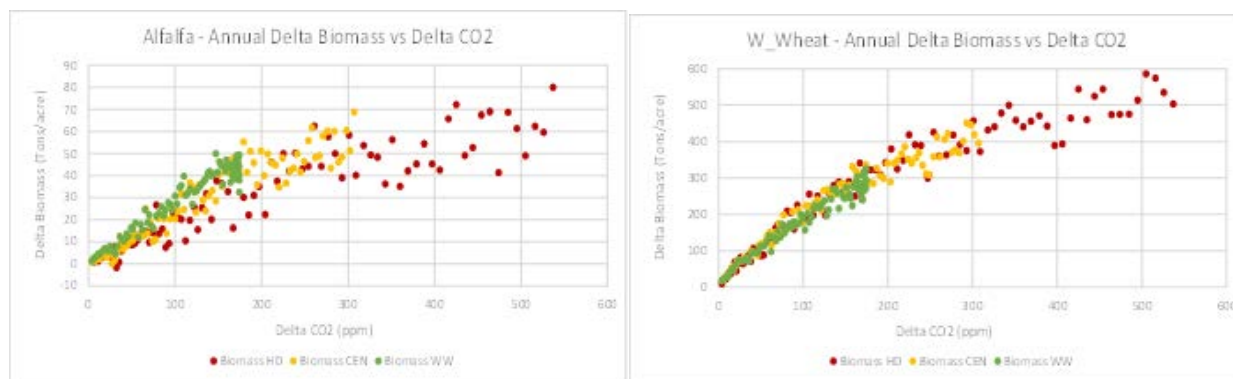 Alfalfa - Annual Delta Biomass vs Delta CO2
90
80
70
60
50
40
30
20
10
0
-10
Delta Biomass (Tons/acre)
0 100 200 300 400 500 600
Delta CO2 (ppm)
Biomass HD Biomass CEN Biomass WW
W_Wheat - Annual Delta Biomass vs Delta CO2
600
500
400
300
200
100
0
Delta Biomass (Tons/acre)
0 100 200 300 400 500 600
Delta CO2 (ppm)
Biomass HD Biomass CEN Biomass WW